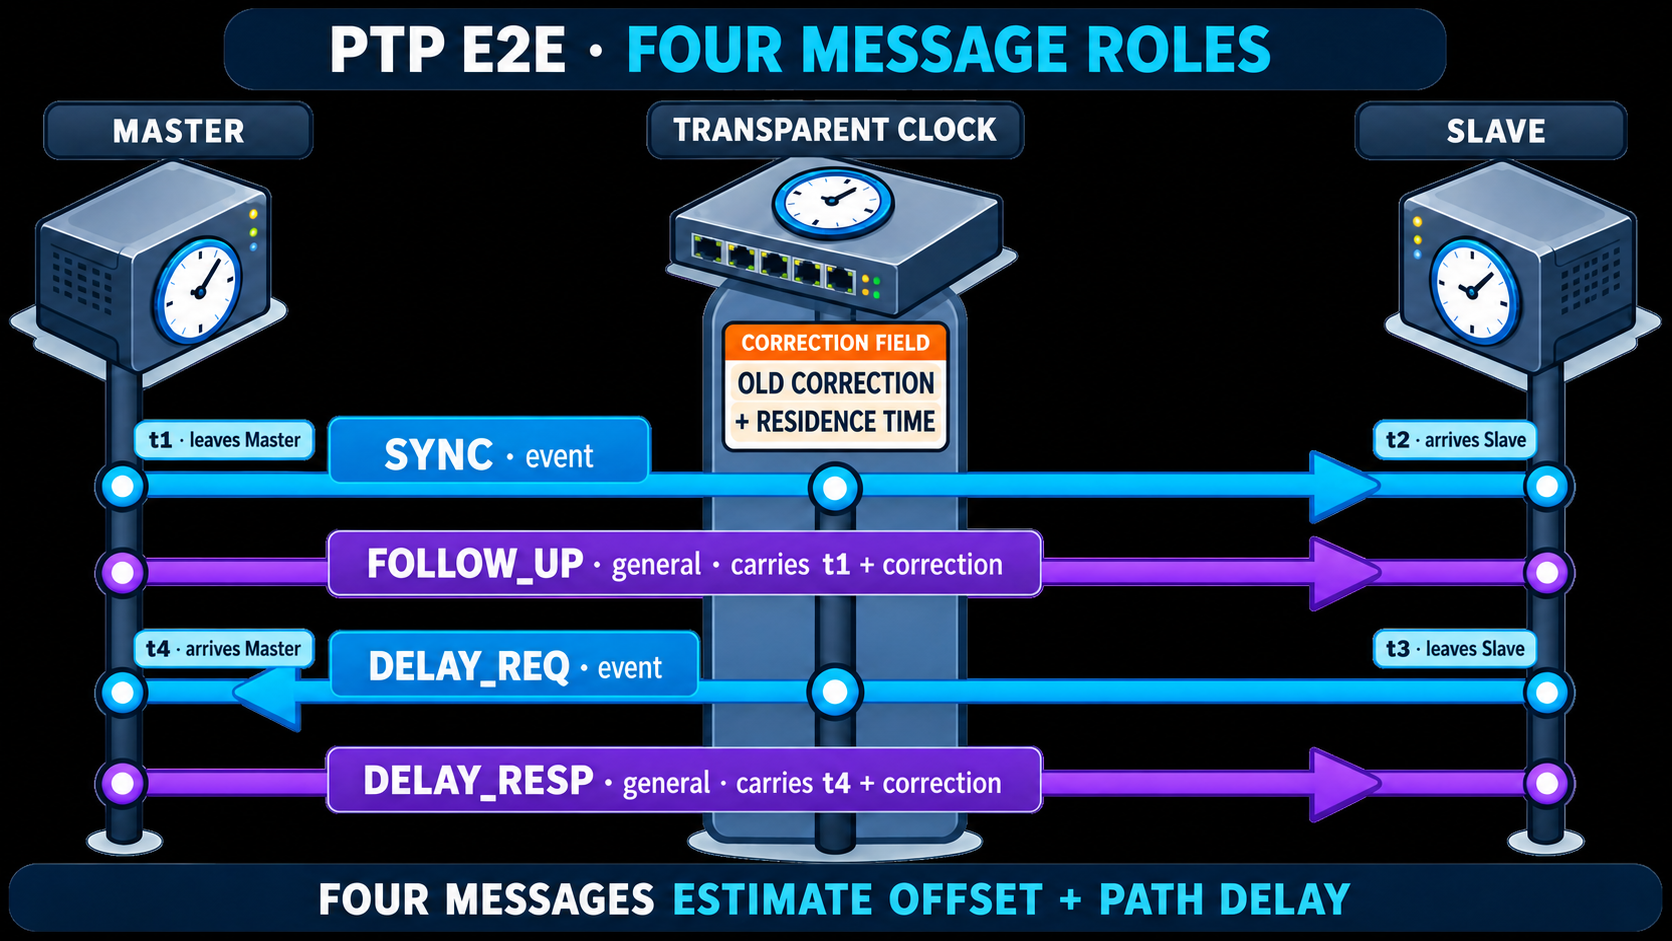 PTP E2E · FOUR MESSAGE ROLES
MASTER
TRANSPARENT CLOCK
SLAVE
CORRECTION FIELD
OLD CORRECTION
+ RESIDENCE TIME
t1 · leaves Master
SYNC · event
t2 · arrives Slave
FOLLOW_UP · general · carries t1 + correction
t4 · arrives Master
DELAY_REQ · event
t3 · leaves Slave
DELAY_RESP · general · carries t4 + correction
FOUR MESSAGES ESTIMATE OFFSET + PATH DELAY